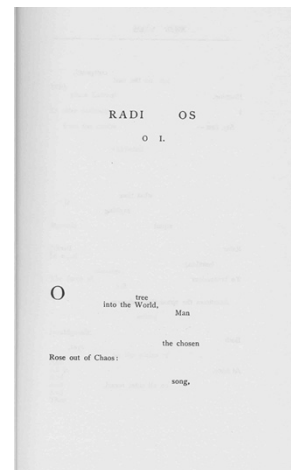 RADI OS
O I.
O
tree
into the World,
Man
the chosen
Rose out of Chaos:
song,